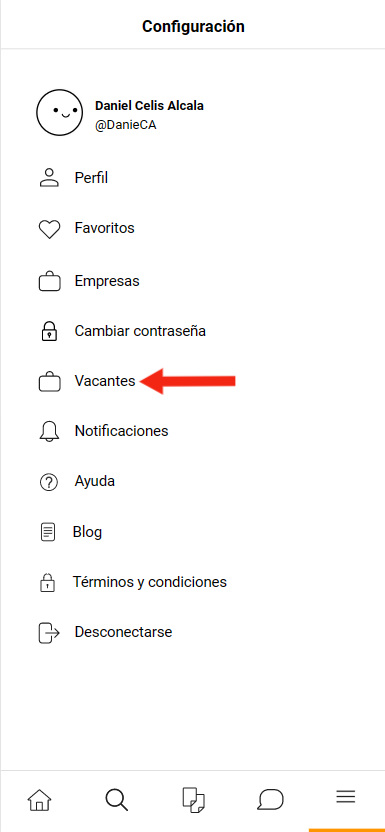 Configuración
Daniel Celis Alcala
@DanieCA
Perfil
Favoritos
Empresas
Cambiar contraseña
Vacantes
Notificaciones
Ayuda
Blog
Términos y condiciones
Desconectarse